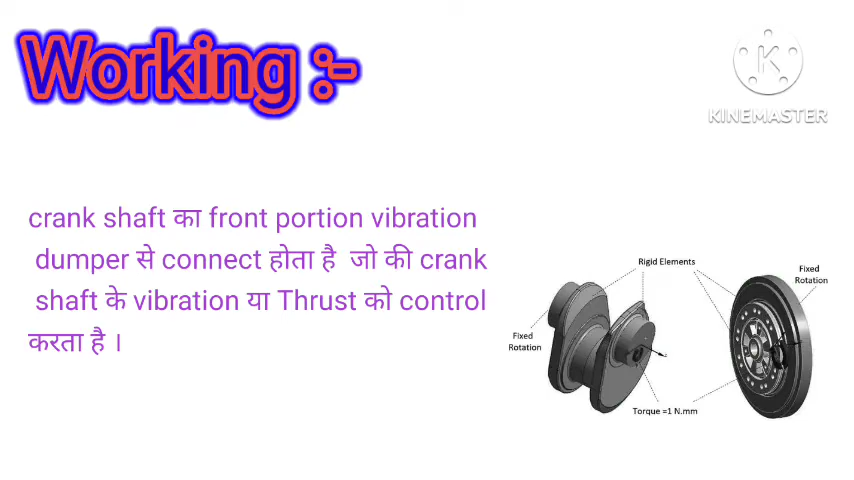 Working :-
KINEMASTER
crank shaft का front portion vibration
dumper से connect होता है जो की crank
shaft के vibration या Thrust को control
करता है ।
Rigid Elements
Fixed
Rotation
Fixed
Rotation
Torque =1 N.mm